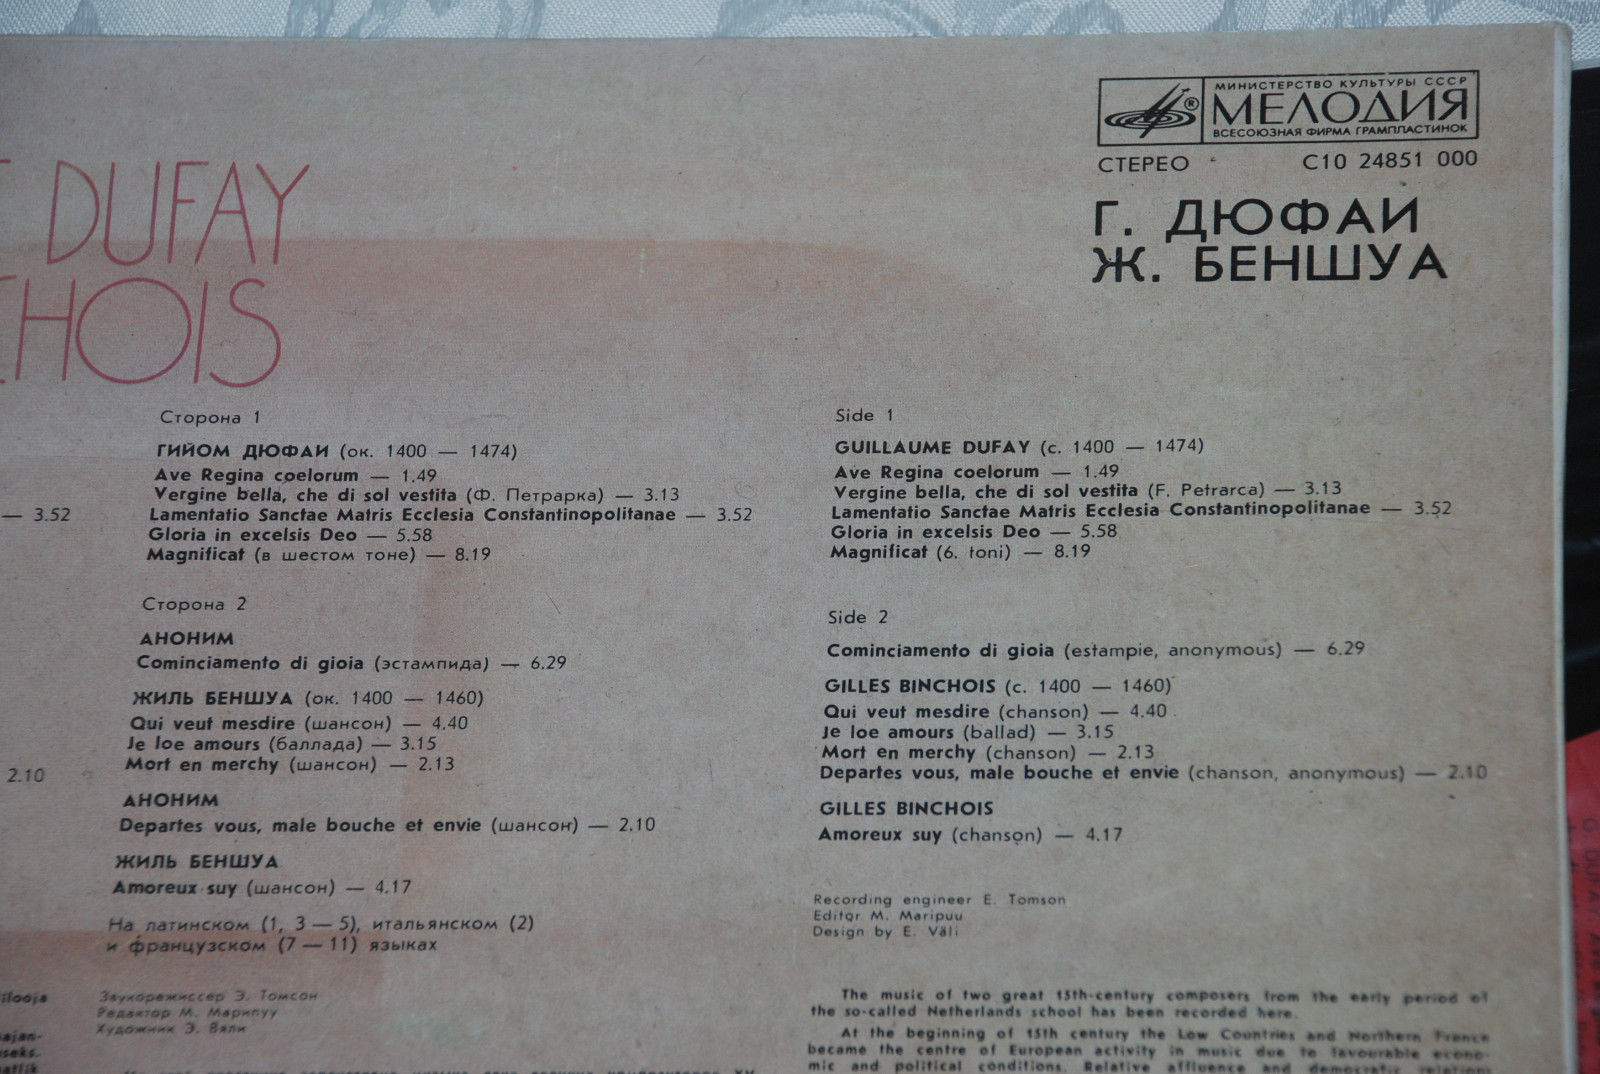 МИНИСТЕРСТВО КУЛЬТУРЫ СССР
МЕЛОДИЯ
ВСЕСОЮЗНАЯ ФИРМА ГРАМПЛАСТИНОК
СТЕРЕО С10 24851 000
Г. ДЮФАИ
Ж. БЕНШУА
DUFAY
CHOIS
— 3.52
2.10
Сторона 1
ГИЙОМ ДЮФАИ (ок. 1400 — 1474)
Ave Regina coelorum — 1.49
Vergine bella, che di sol vestita (Ф. Петрарка) — 3.13
Lamentatio Sanctae Matris Ecclesia Constantinopolitanae — 3.52
Gloria in excelsis Deo — 5.58
Magnificat (в шестом тоне) — 8.19
Сторона 2
АНОНИМ
Cominciamento di gioia (эстампида) — 6.29
ЖИЛЬ БЕНШУА (ок. 1400 — 1460)
Qui veut mesdire (шансон) — 4.40
Je loe amours (баллада) — 3.15
Mort en merchy (шансон) — 2.13
АНОНИМ
Departes vous, male bouche et envie (шансон) — 2.10
ЖИЛЬ БЕНШУА
Amoreux suy (шансон) — 4.17
На латинском (1, 3 — 5), итальянском (2)
и французском (7 — 11) языках
Звукорежиссер Э. Томсон
Редактор М. Марипуу
Художник Э. Вяли
Side 1
GUILLAUME DUFAY (c. 1400 — 1474)
Ave Regina coelorum — 1.49
Vergine bella, che di sol vestita (F. Petrarca) — 3.13
Lamentatio Sanctae Matris Ecclesia Constantinopolitanae — 3.52
Gloria in excelsis Deo — 5.58
Magnificat (6. toni) — 8.19
Side 2
Cominciamento di gioia (estampie, anonymous) — 6.29
GILLES BINCHOIS (c. 1400 — 1460)
Qui veut mesdire (chanson) — 4.40
Je loe amours (ballad) — 3.15
Mort en merchy (chanson) — 2.13
Departes vous, male bouche et envie (chanson, anonymous) — 2.10
GILLES BINCHOIS
Amoreux suy (chanson) — 4.17
Recording engineer E. Tomson
Editor M. Maripuu
Design by E. Väli
The music of two great 15th-century composers from the early period of
the so-called Netherlands school has been recorded here.
At the beginning of 15th century the Low Countries and Northern France
became the centre of European activity in music due to favourable econo-
mic and political conditions. Relative affluence and democratic relations